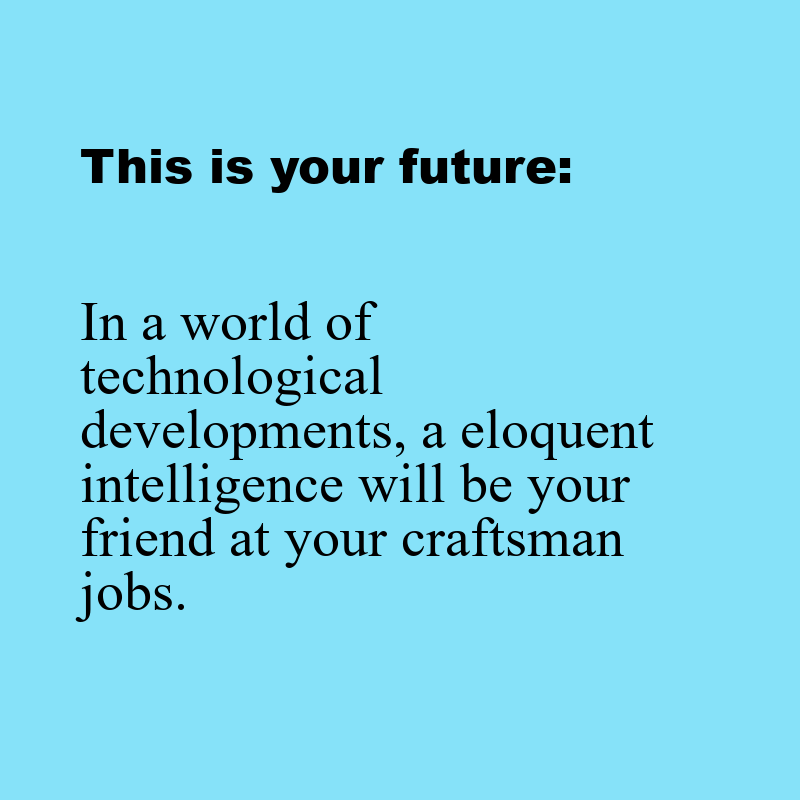 This is your future:
In a world of
technological
developments, a eloquent
intelligence will be your
friend at your craftsman
jobs.